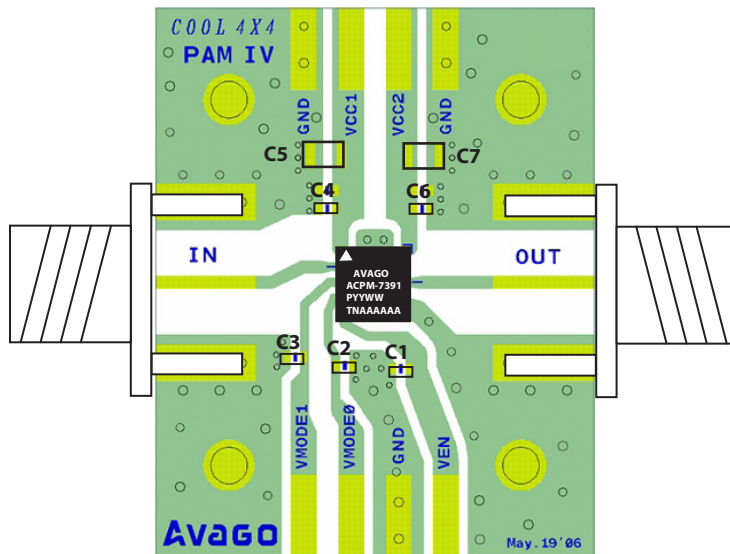 COOL 4X4
PAM IV
GND
VCC1
VCC2
GND
C5
C7
C4
C6
IN
OUT
AVAGO
ACPM-7391
PYYWW
TNAAAAAA
C3
C2
C1
VMODE1
VMODE0
GND
VEN
AVAGO
May.19'06